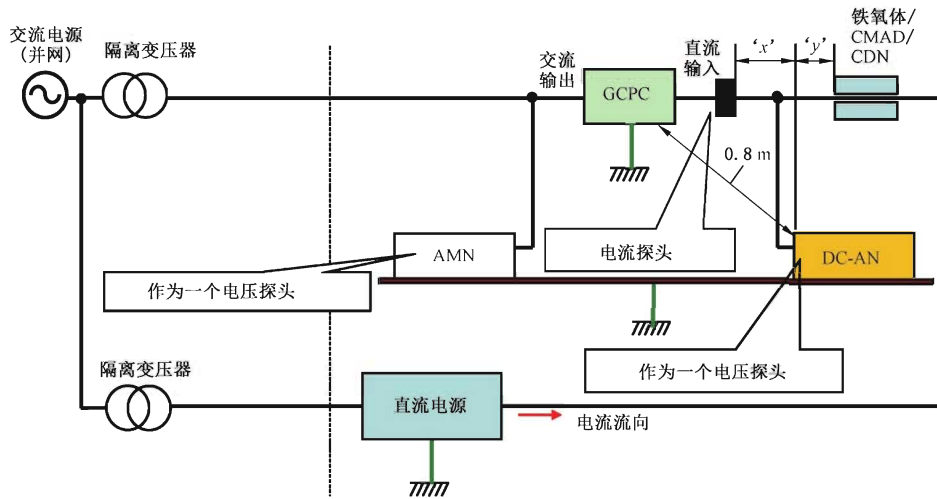 交流电源
(并网)
隔离变压器
交流
输出
GCPC
直流
输入
‘x’
‘y’
铁氧体/
CMAD/
CDN
0.8 m
AMN
电流探头
DC-AN
作为一个电压探头
作为一个电压探头
隔离变压器
直流电源
电流流向